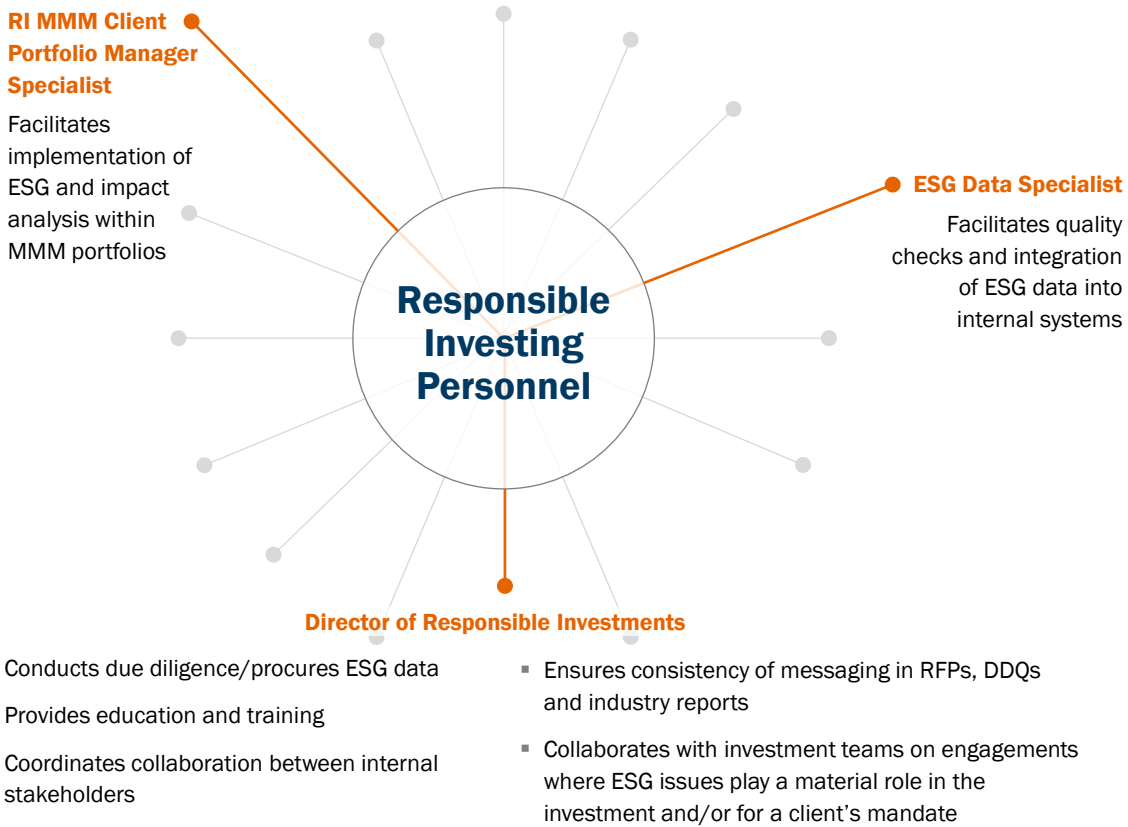 RI MMM Client
Portfolio Manager
Specialist
Facilitates
implementation of
ESG and impact
analysis within
MMM portfolios
ESG Data Specialist
Facilitates quality
checks and integration
of ESG data into
internal systems
Responsible
Investing
Personnel
Director of Responsible Investments
Conducts due diligence/procures ESG data
Provides education and training
Coordinates collaboration between internal
stakeholders
▪ Ensures consistency of messaging in RFPs, DDQs
and industry reports
▪ Collaborates with investment teams on engagements
where ESG issues play a material role in the
investment and/or for a client’s mandate